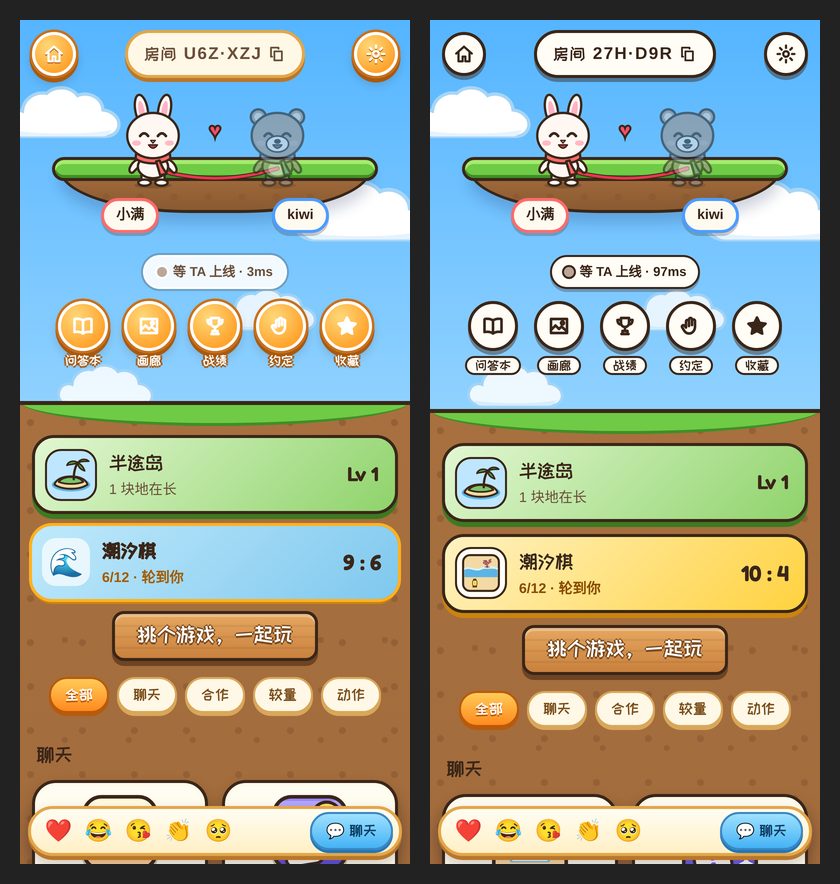 房间 U6Z·XZJ
小满
kiwi
等 TA 上线 · 3ms
问答本 画廊 战绩 约定 收藏
半途岛
1 块地在长
Lv 1
潮汐棋
6/12 · 轮到你
9 : 6
挑个游戏，一起玩
全部 聊天 合作 较量 动作
聊天
💬 聊天
房间 27H·D9R
小满
kiwi
等 TA 上线 · 97ms
问答本 画廊 战绩 约定 收藏
半途岛
1 块地在长
Lv 1
潮汐棋
6/12 · 轮到你
10 : 4
挑个游戏，一起玩
全部 聊天 合作 较量 动作
聊天
💬 聊天